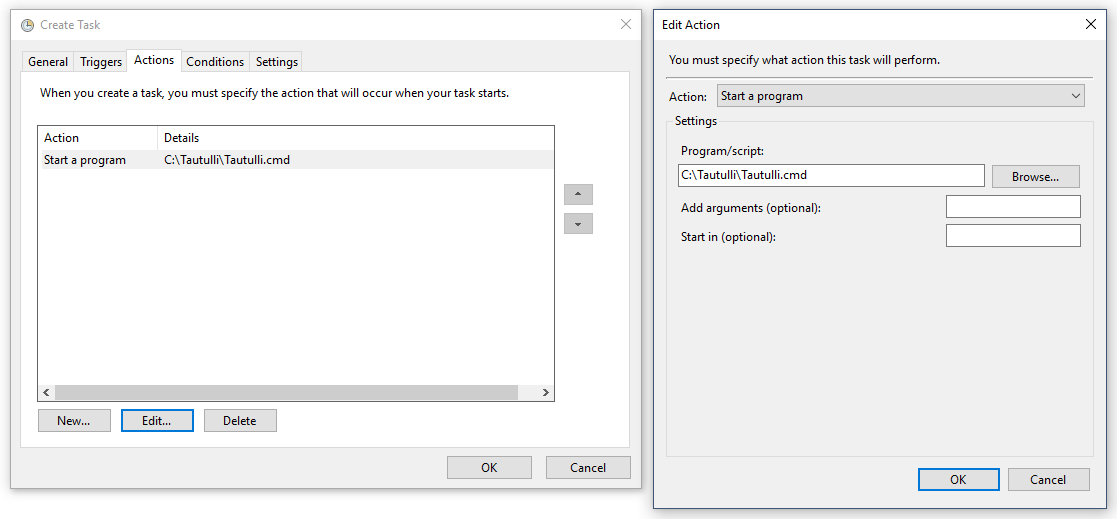 Create Task
General Triggers Actions Conditions Settings
When you create a task, you must specify the action that will occur when your task starts.
Action Details
Start a program C:\Tautulli\Tautulli.cmd
New... Edit... Delete
OK Cancel
Edit Action
You must specify what action this task will perform.
Action: Start a program
Settings
Program/script:
C:\Tautulli\Tautulli.cmd Browse...
Add arguments (optional):
Start in (optional):
OK Cancel